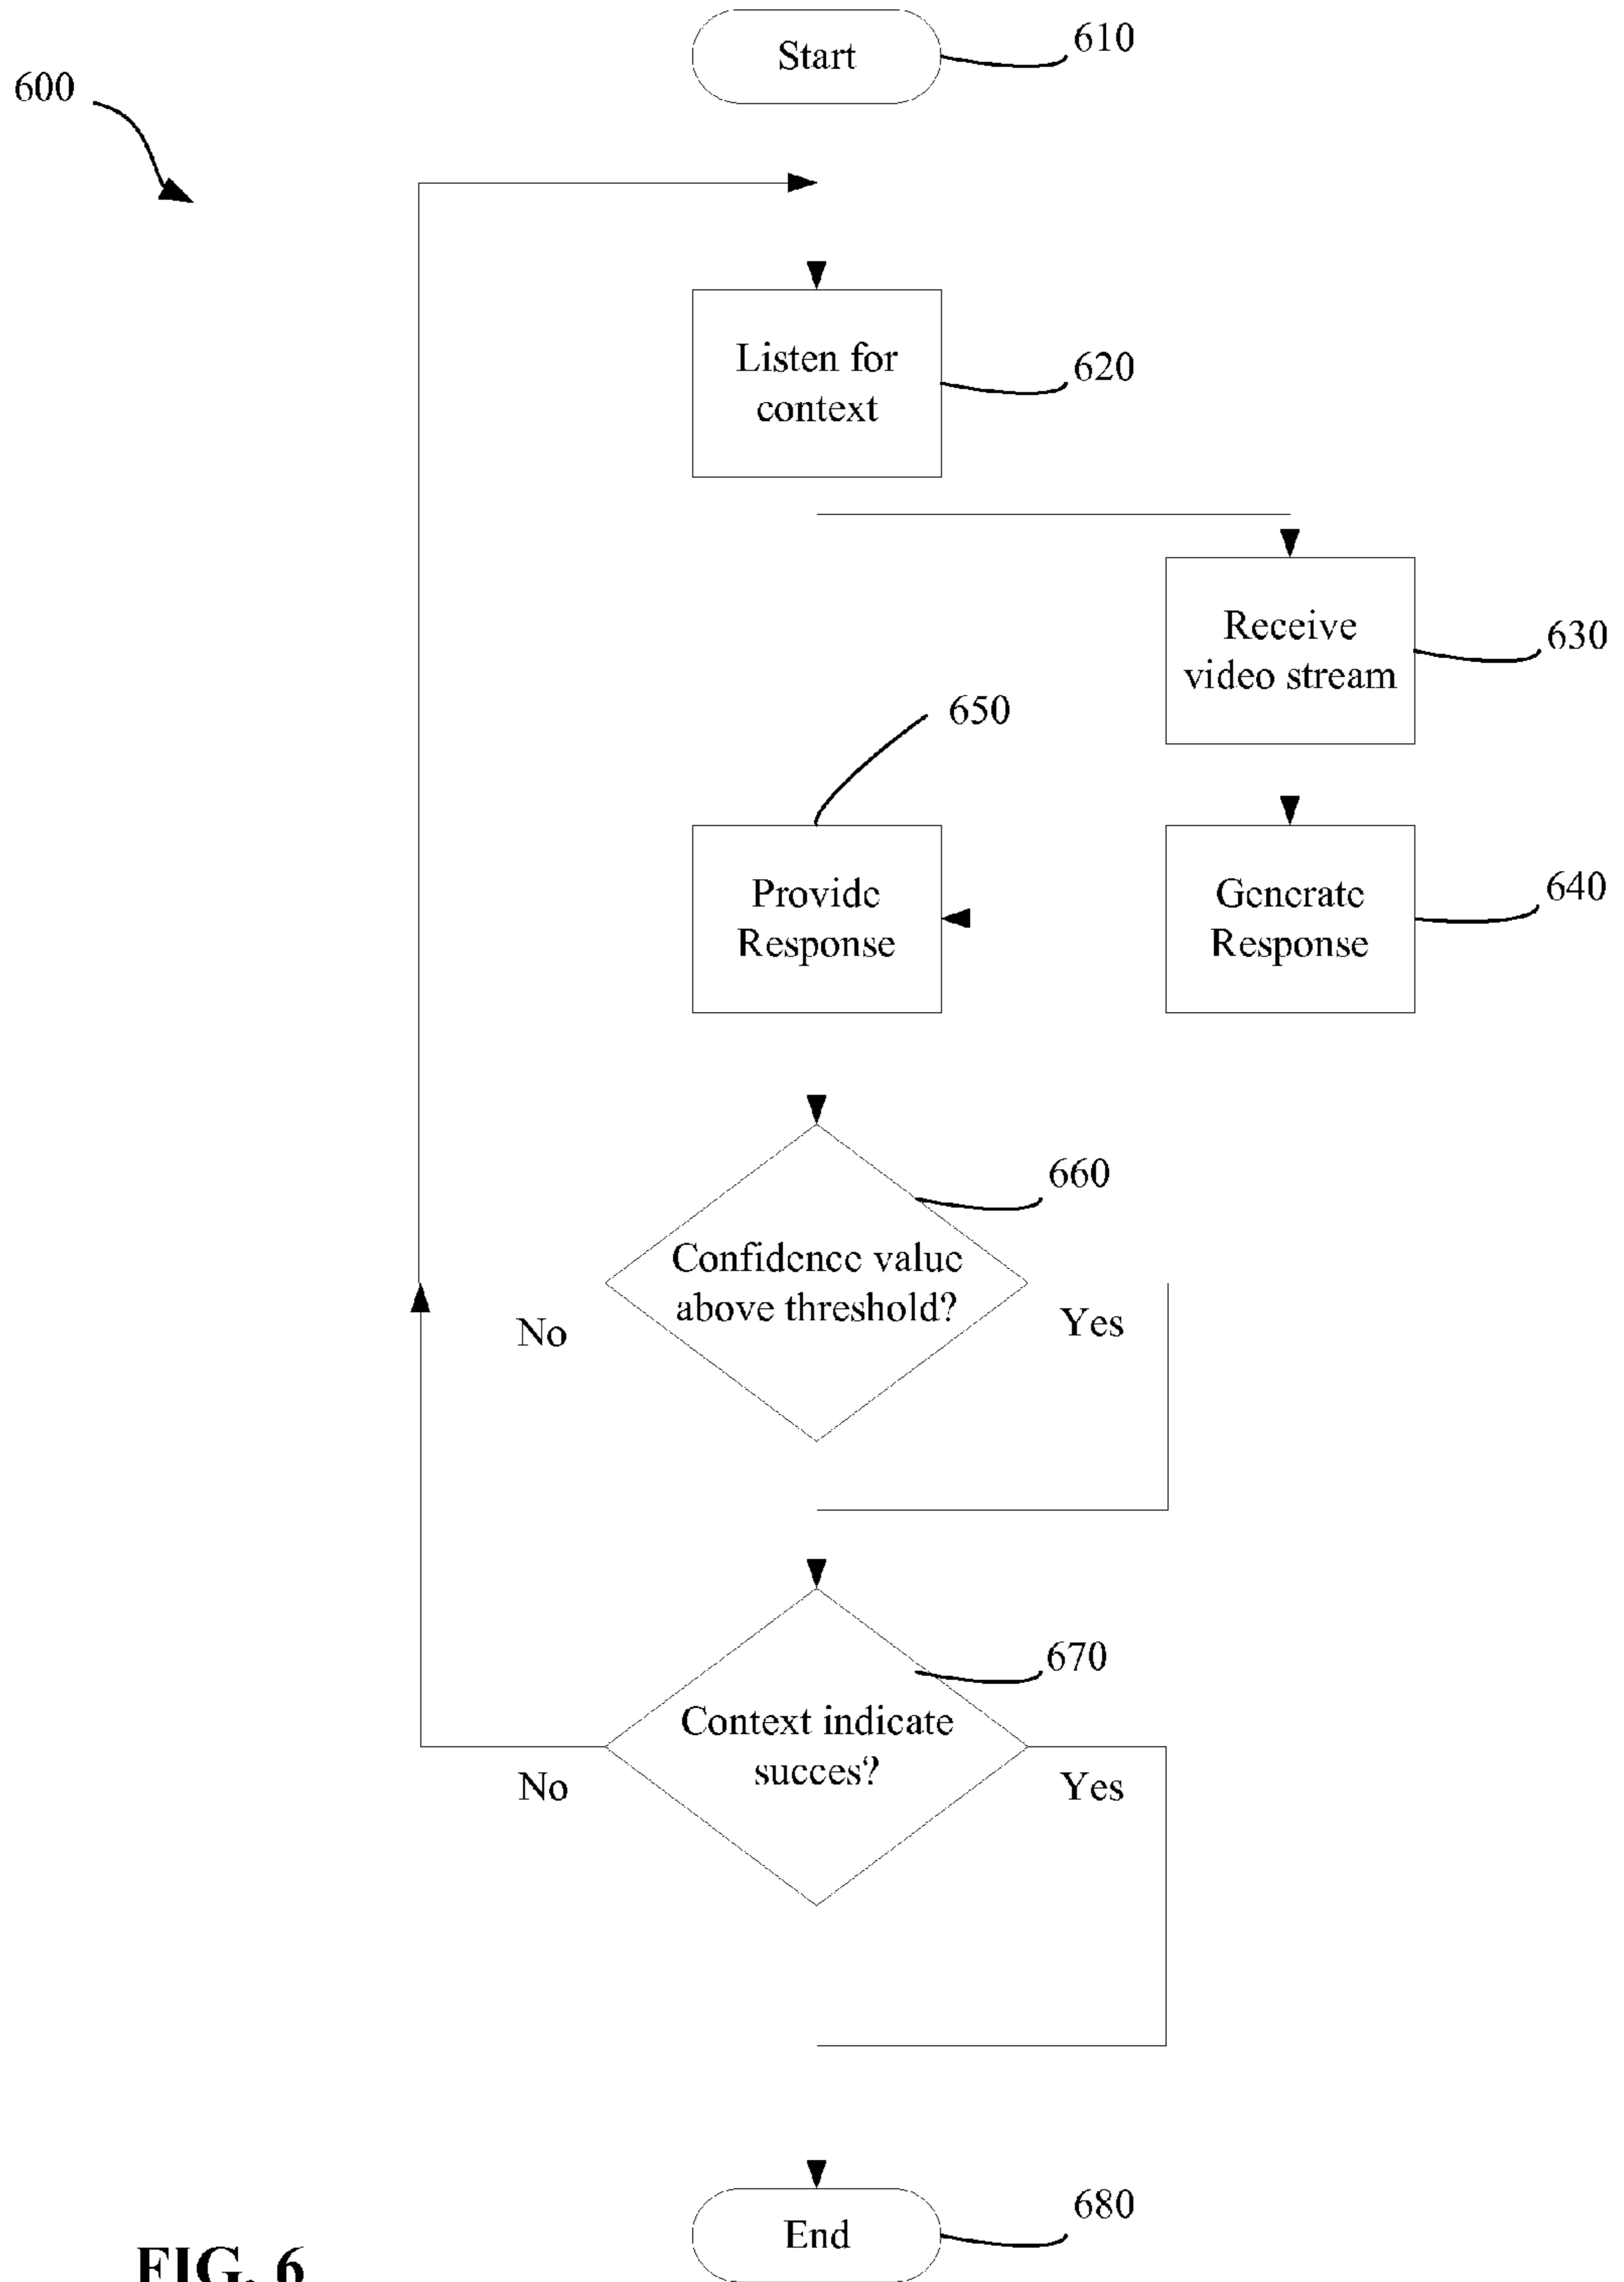 600
Start
610
Listen for
context
620
Receive
video stream
630
650
Provide
Response
Generate
Response
640
660
Confidence value
above threshold?
No
Yes
670
Context indicate
succes?
No
Yes
End
680
FIG. 6